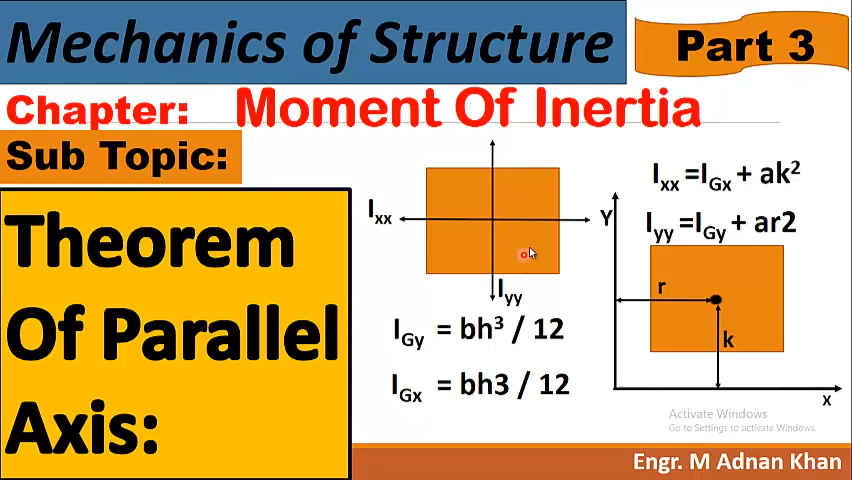 Mechanics of Structure
Part 3
Chapter: Moment Of Inertia
Sub Topic:
Theorem
Of Parallel
Axis:
Ixx
Iyy
IGy = bh³ / 12
IGx = bh3 / 12
Ixx =IGx + ak²
Iyy =IGy + ar2
Y
r
k
x
Activate Windows
Go to Settings to activate Windows.
Engr. M Adnan Khan